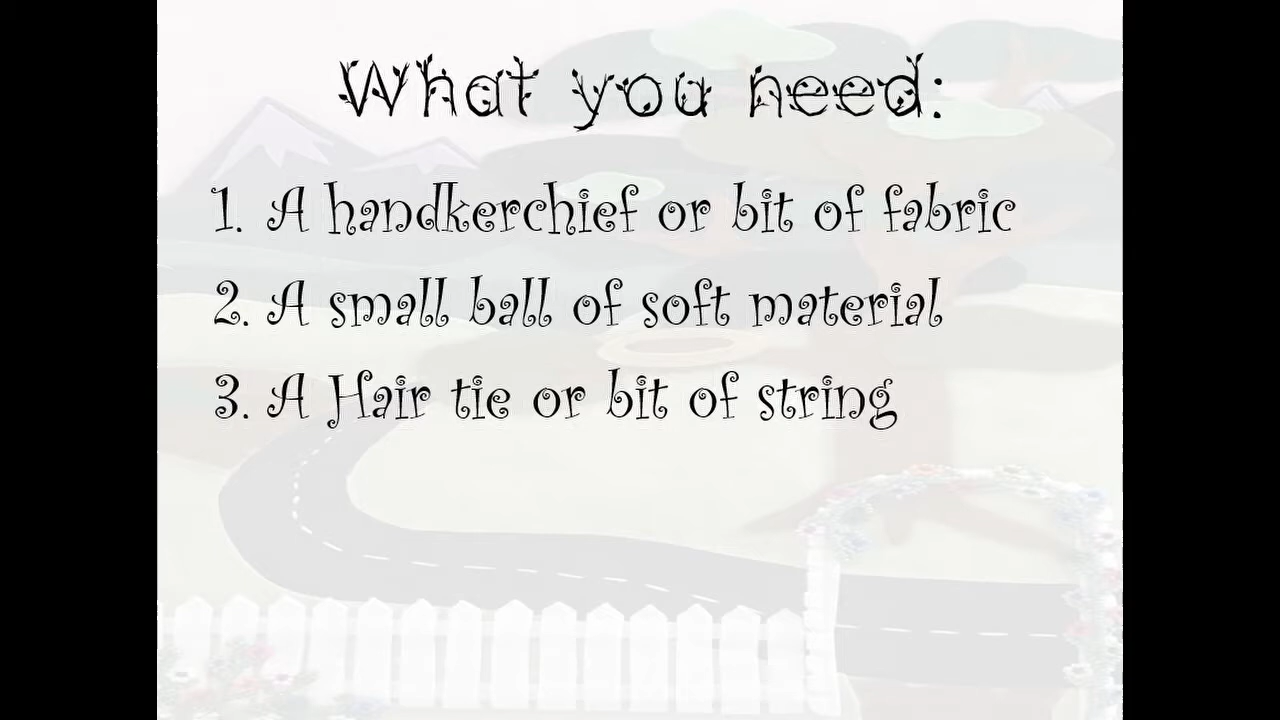 What you need:
1. A handkerchief or bit of fabric
2. A small ball of soft material
3. A Hair tie or bit of string